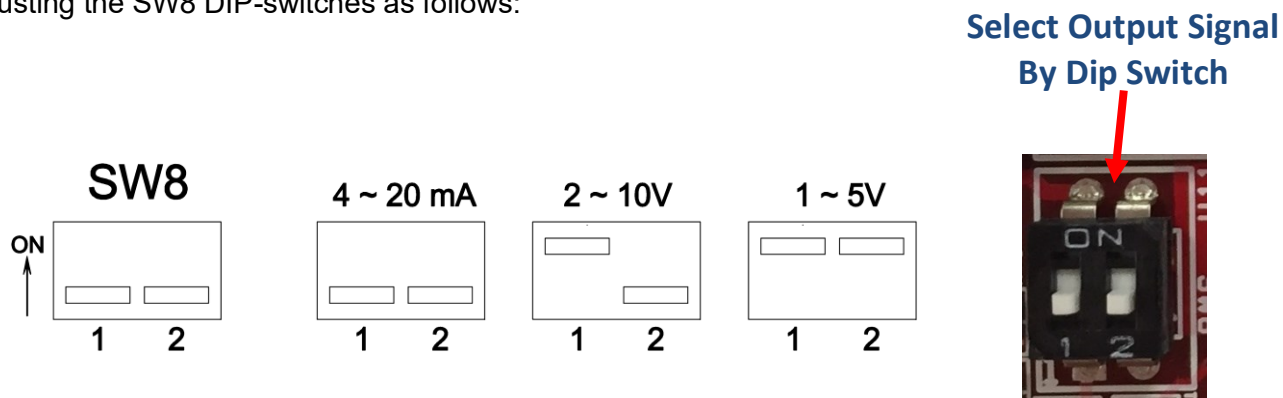 usting the SW8 DIP-switches as follows:
Select Output Signal
By Dip Switch
SW8
ON
1 2
4 ~ 20 mA
1 2
2 ~ 10V
1 2
1 ~ 5V
1 2
ON
1 2